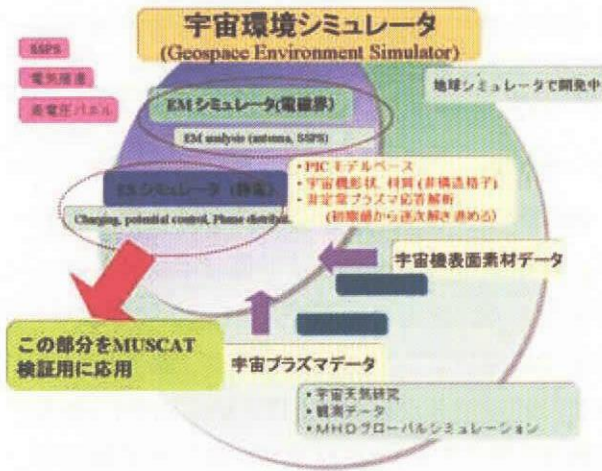 宇宙環境シミュレータ
(Geospace Environment Simulator)
SSPS
電気推進
高電圧パネル
地球シミュレータで開発中
EMシミュレータ(電磁界)
EM analysis (antenna, SSPS)
・PICモデルベース
・宇宙機形状、材質(非構造格子)
・非定常プラズマ応答解析
(初期値から逐次解き進める)
ESシミュレータ(静電)
Charging, potential control, Phase distribut
宇宙機表面素材データ
この部分をMUSCAT
検証用に応用
宇宙プラズマデータ
・宇宙天気研究
・観測データ
・MHDグローバルシミュレーション